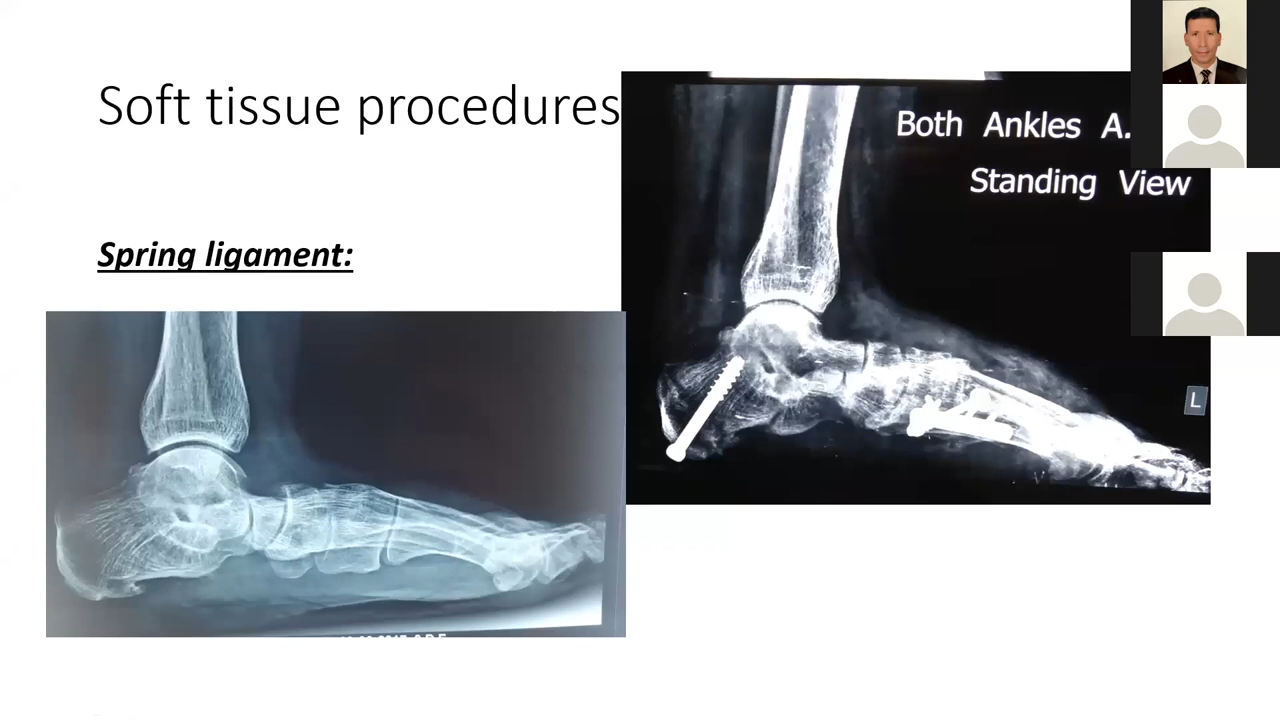 Soft tissue procedures
Spring ligament:
Both Ankles A.
Standing View
L